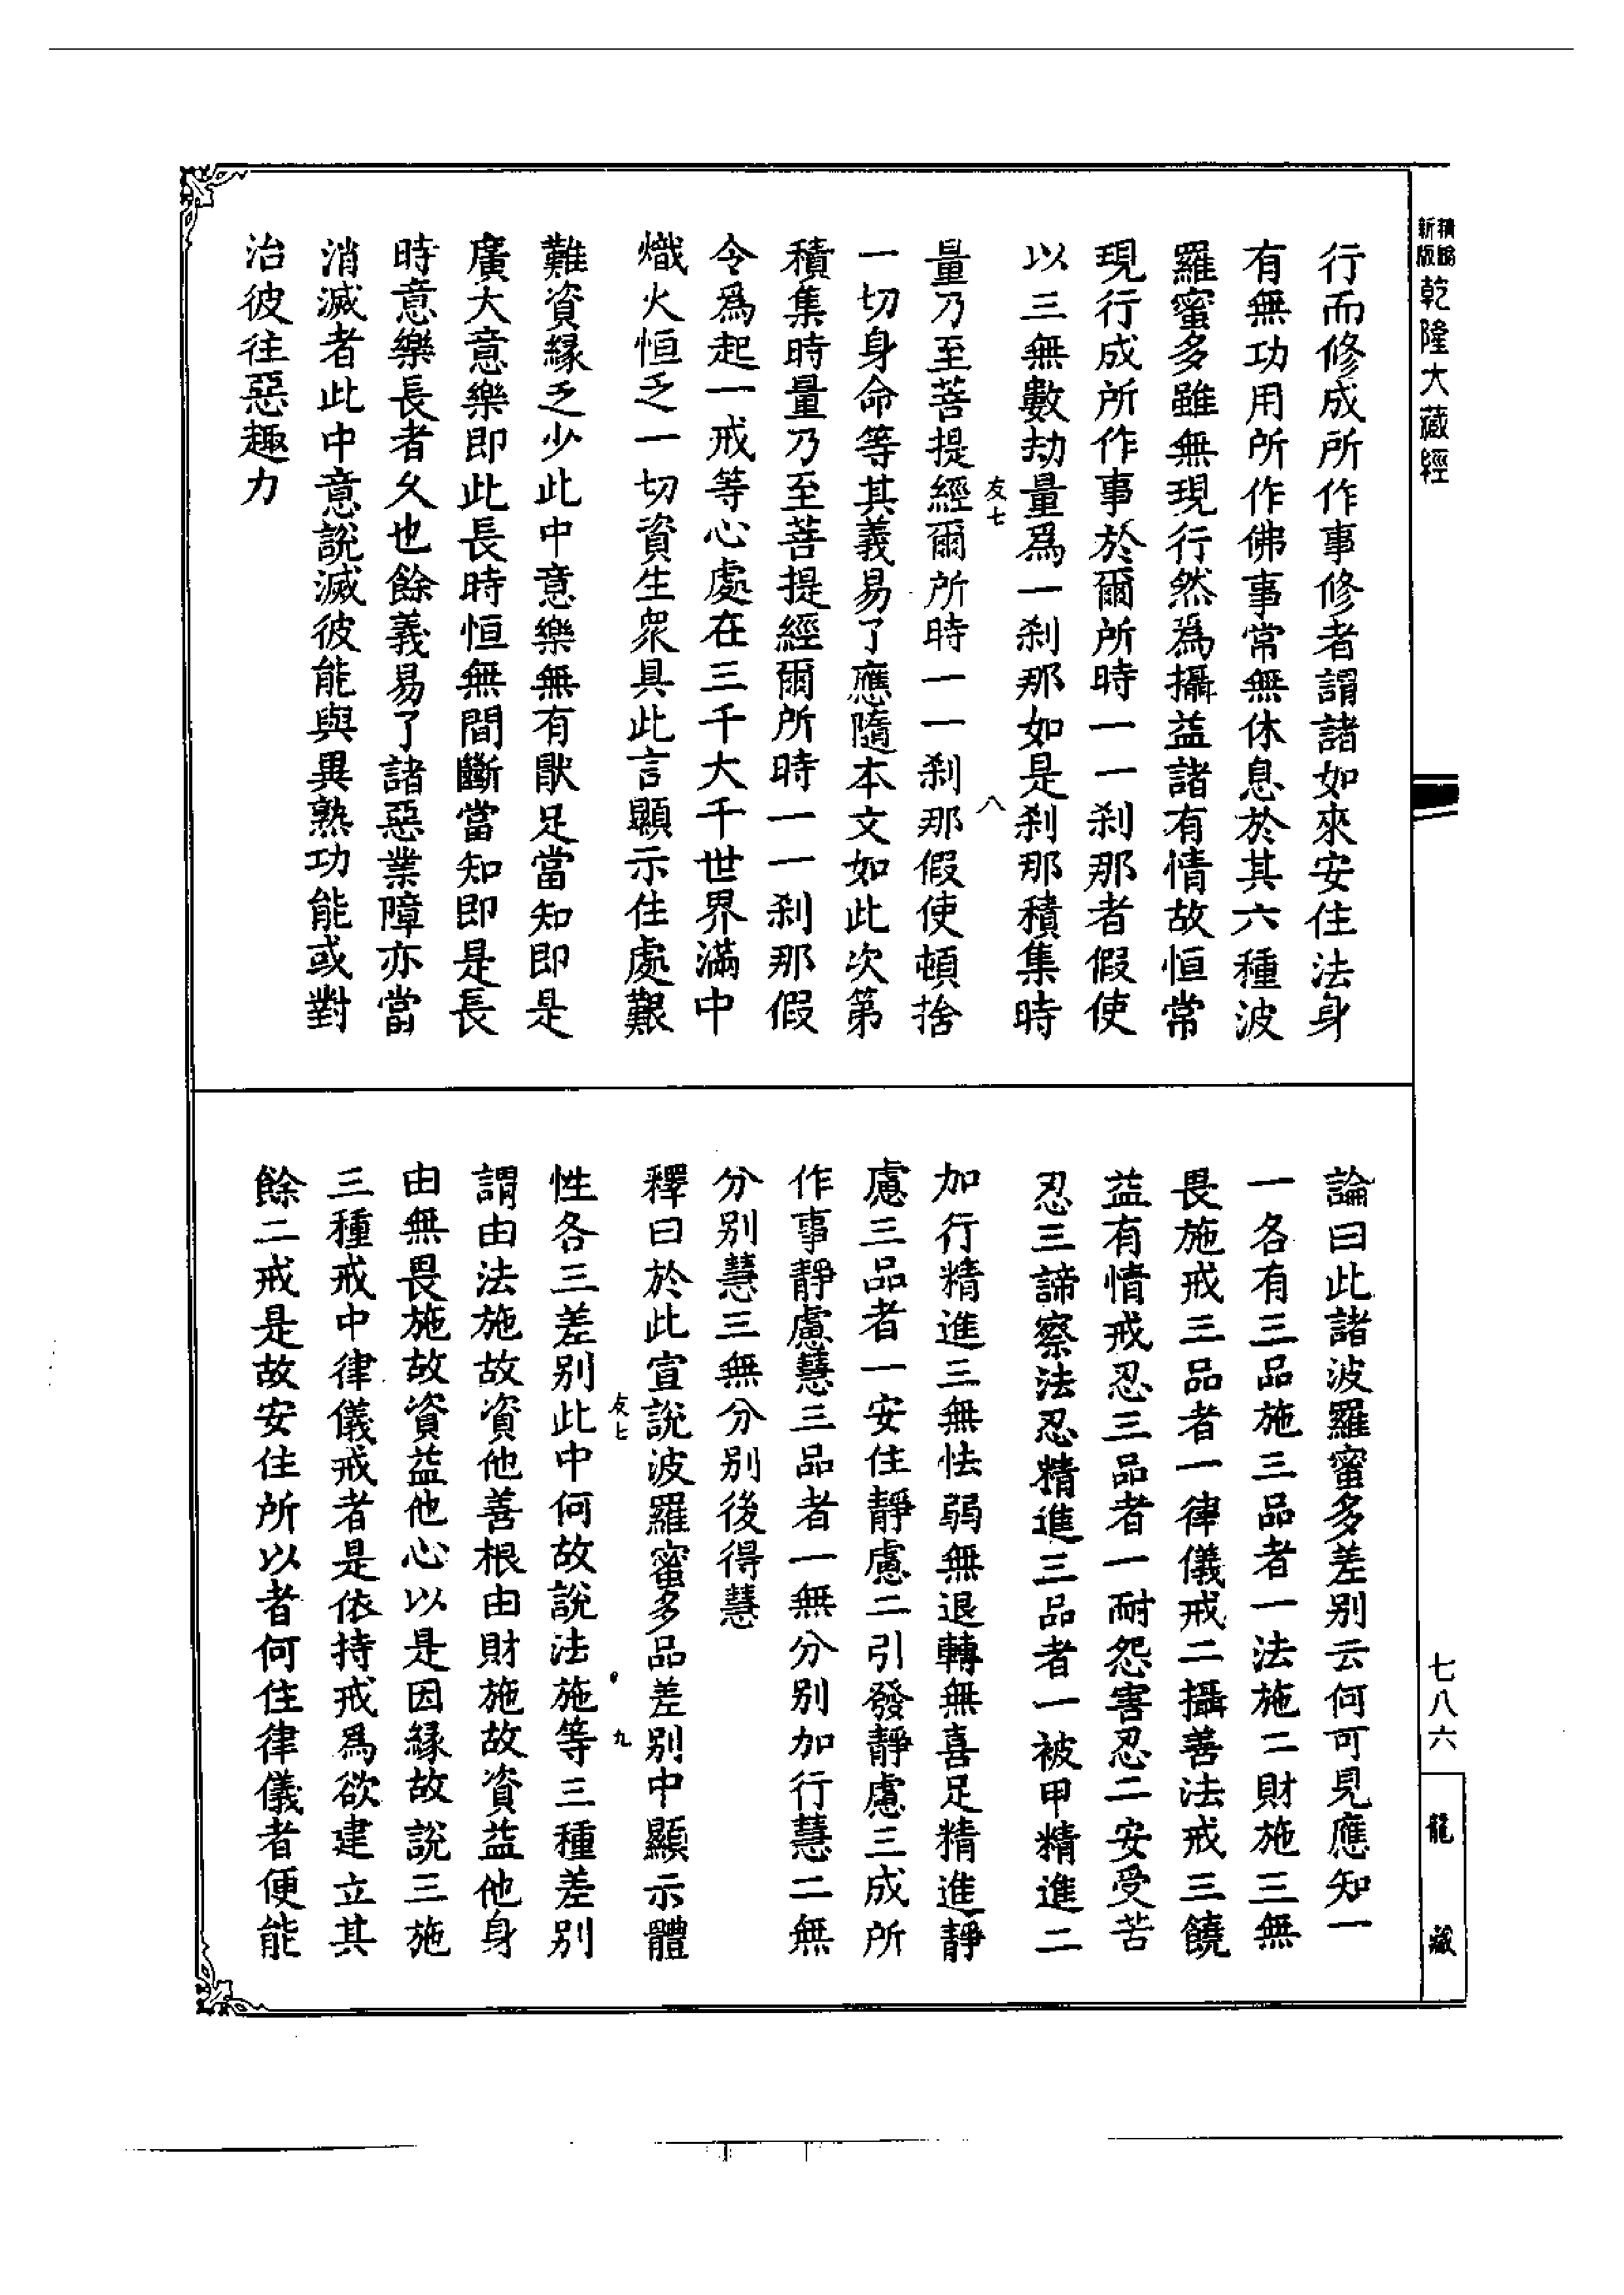 新版
精縮
乾隆大藏經
行而修成所作事修者謂諸如來安住法身
有無功用所作佛事常無休息於其六種波
羅蜜多雖無現行然爲攝益諸有情故恒常
現行成所作事於爾所時一一刹那者假使
以三無數劫量爲一刹那如是刹那積集時
友七
八
量乃至菩提經爾所時一一刹那假使頓捨
一切身命等其義易了應隨本文如此次第
積集時量乃至菩提經爾所時一一刹那假
令爲起一戒等心處在三千大千世界滿中
熾火恒乏一切資生衆具此言顯示住處艱
難資緣乏少此中意樂無有猒足當知即是
廣大意樂即此長時恒無間斷當知即是長
時意樂長者久也餘義易了諸惡業障亦當
消滅者此中意說滅彼能與異熟功能或對
治彼往惡趣力
論曰此諸波羅蜜多差别云何可見應知一
一各有三品施三品者一法施二財施三無
畏施戒三品者一律儀戒二攝善法戒三饒
益有情戒忍三品者一耐怨害忍二安受苦
忍三諦察法忍精進三品者一被甲精進二
加行精進三無怯弱無退轉無喜足精進靜
慮三品者一安住靜慮二引發靜慮三成所
作事靜慮慧三品者一無分别加行慧二無
分别慧三無分别後得慧
釋曰於此宣說波羅蜜多品差别中顯示體
友七
九
性各三差别此中何故說法施等三種差别
謂由法施故資他善根由財施故資益他身
由無畏施故資益他心以是因緣故說三施
三種戒中律儀戒者是依持戒爲欲建立其
餘二戒是故安住所以者何住律儀者便能
七八六
龍藏